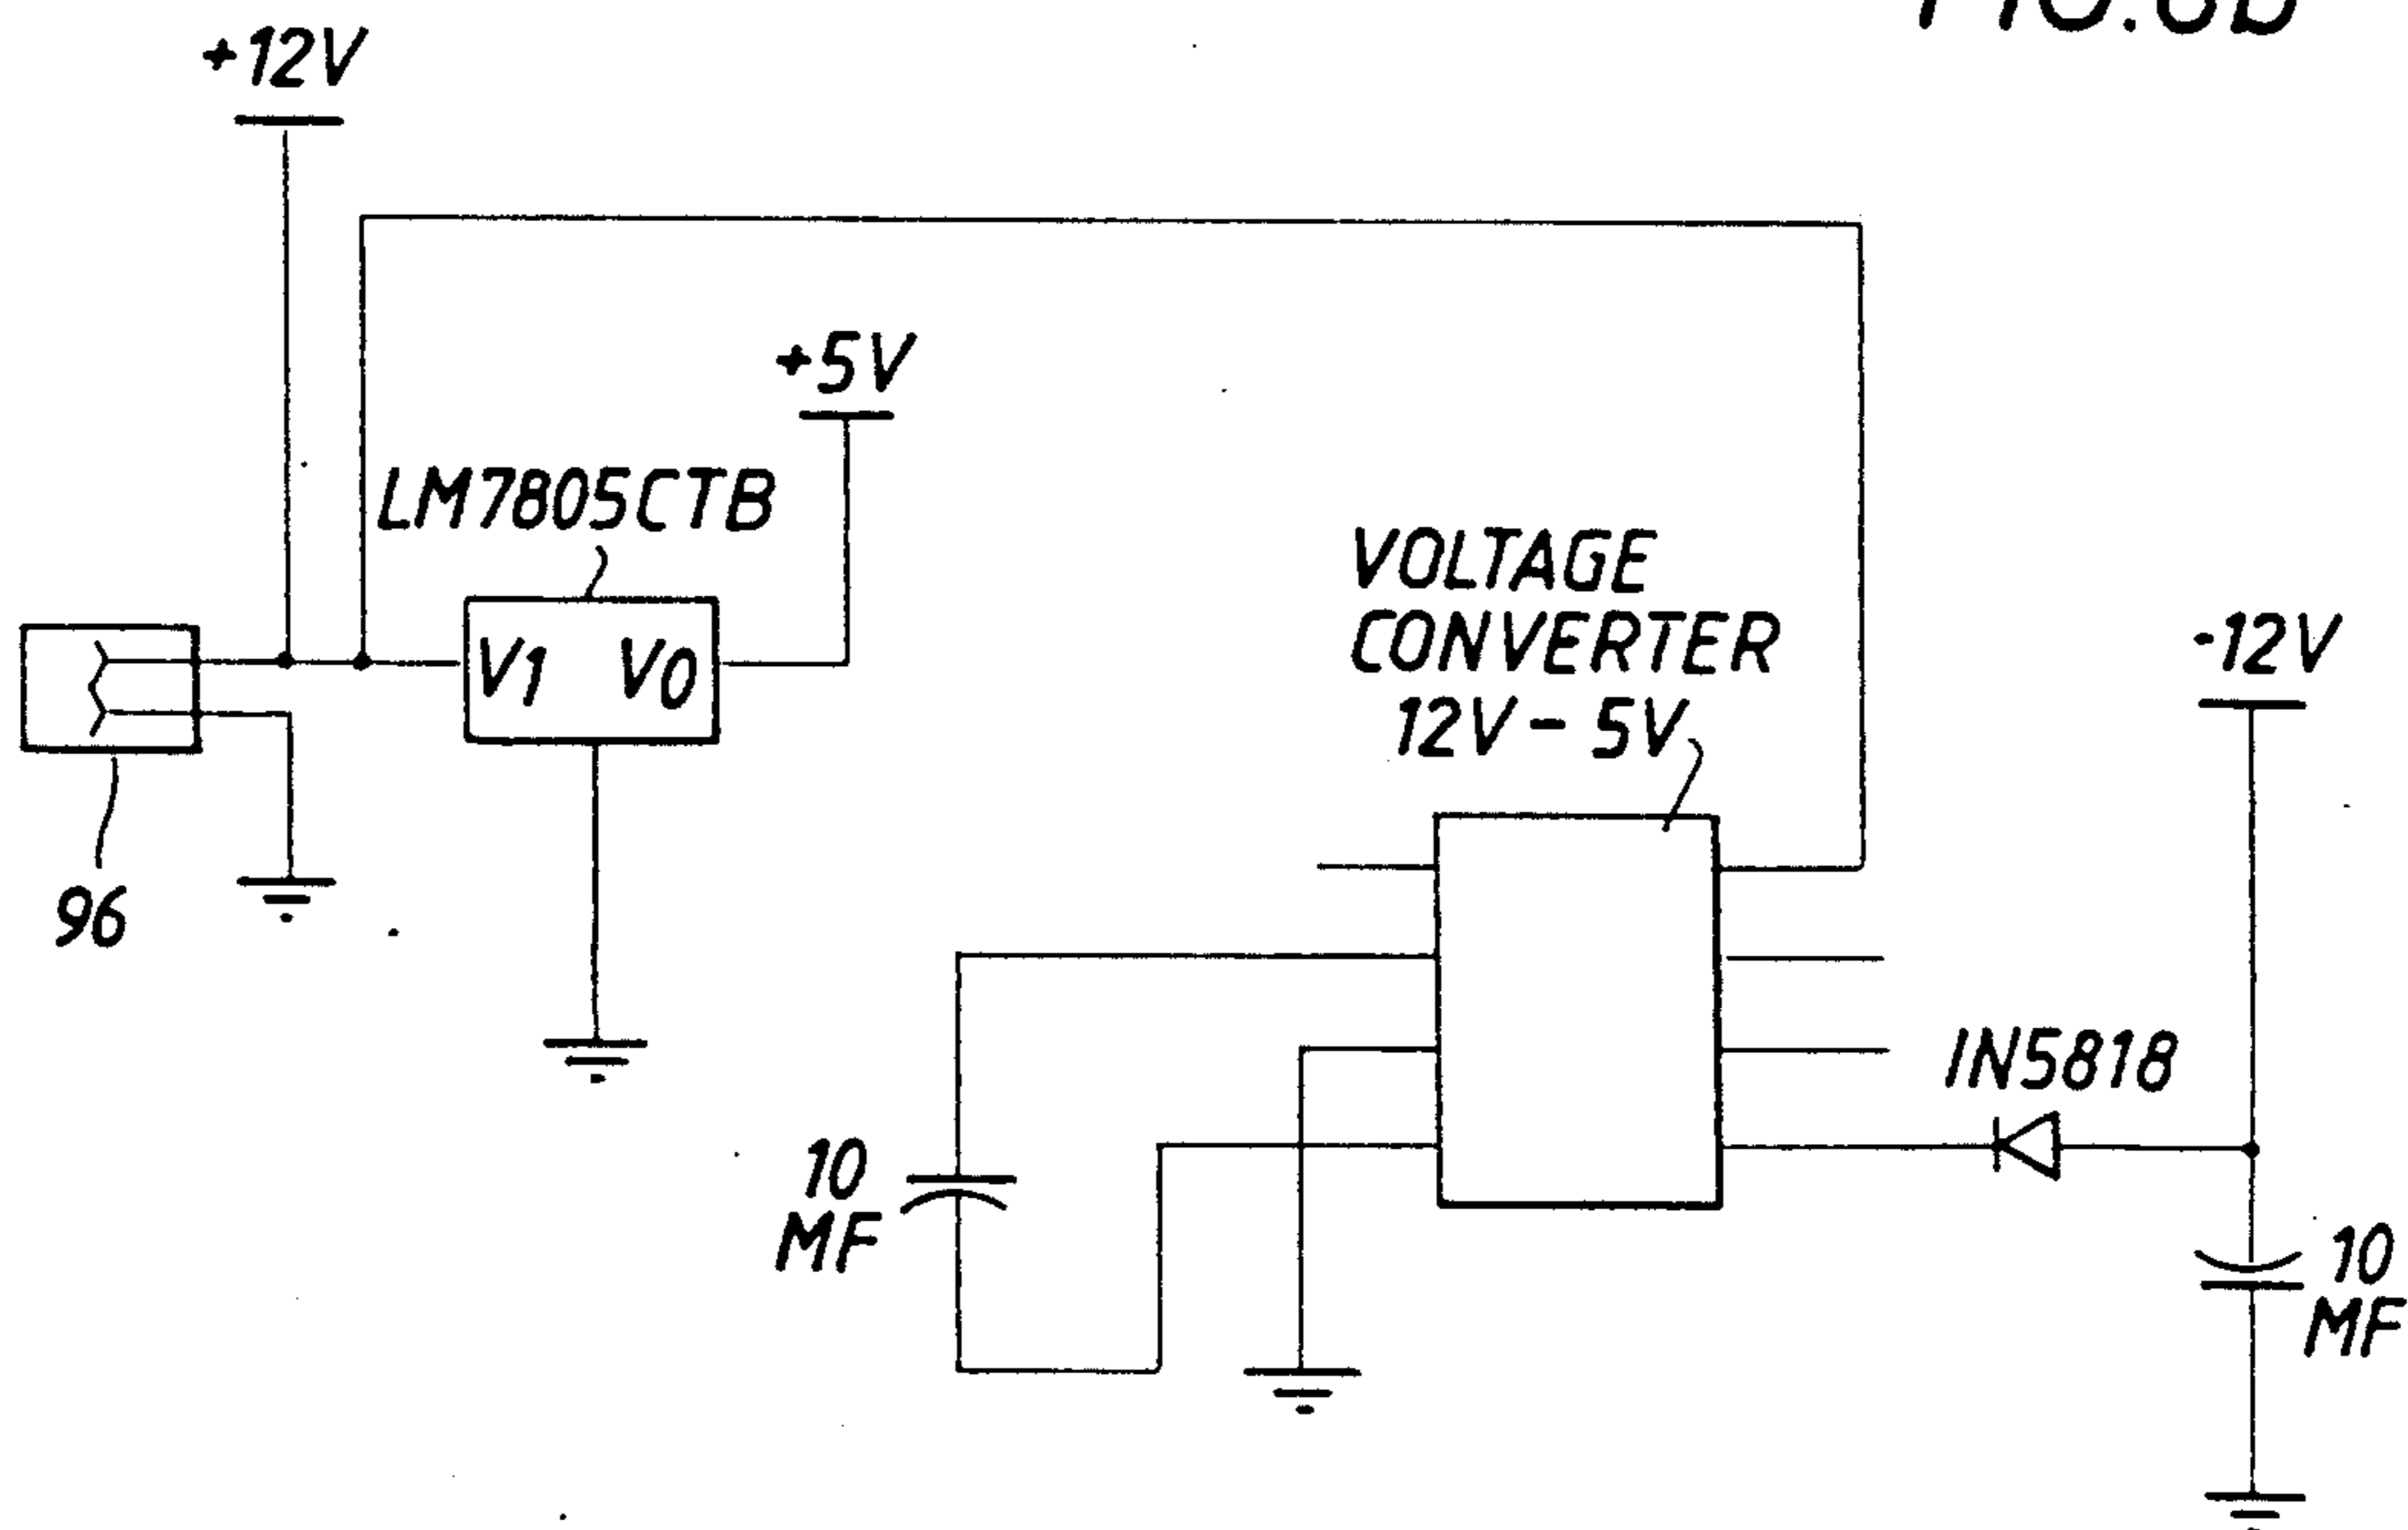 +12V
+5V
LM7805CTB
V1 V0
96
VOLTAGE
CONVERTER
12V - 5V
-12V
IN5818
10
MF
10
MF